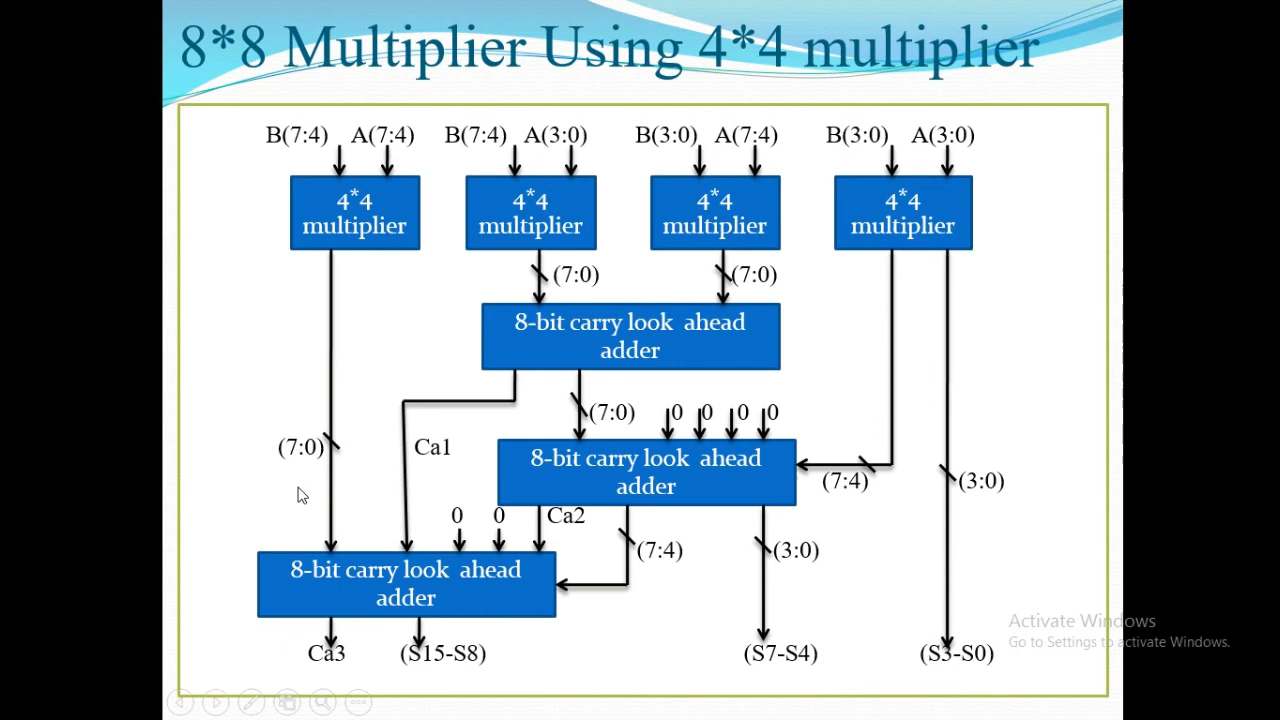 8*8 Multiplier Using 4*4 multiplier
B(7:4) A(7:4) B(7:4) A(3:0) B(3:0) A(7:4) B(3:0) A(3:0)
4*4 4*4 4*4 4*4
multiplier multiplier multiplier multiplier
(7:0) (7:0)
8-bit carry look ahead
adder
(7:0) 0 0 0 0
(7:0) Ca1
8-bit carry look ahead
adder
(7:4) (3:0)
0 0 Ca2
(7:4) (3:0)
8-bit carry look ahead
adder
Activate Windows
Go to Settings to activate Windows.
Ca3 (S15-S8) (S7-S4) (S3-S0)